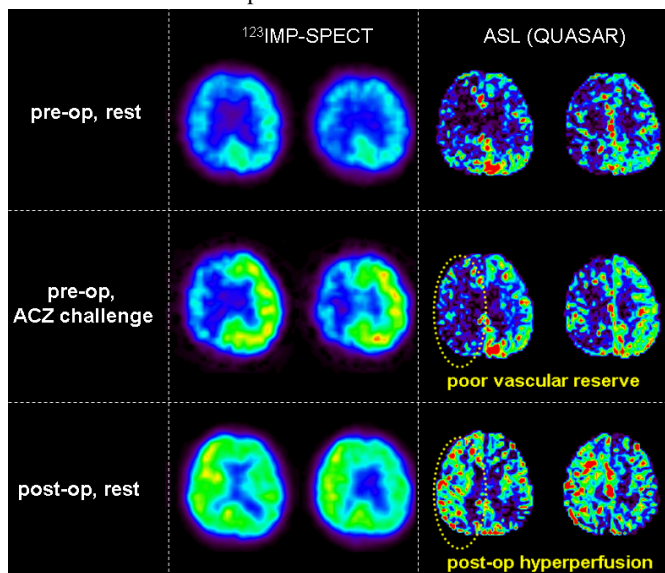 ¹²³IMP-SPECT
ASL (QUASAR)
pre-op, rest
pre-op,
ACZ challenge
poor vascular reserve
post-op, rest
post-op hyperperfusion